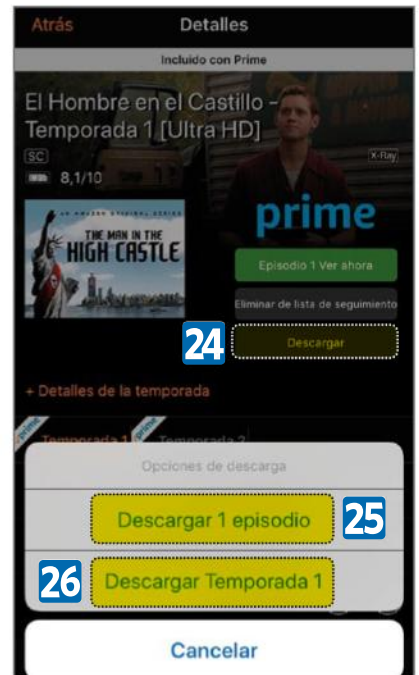 Atrás Detalles
Incluido con Prime
El Hombre en el Castillo -
Temporada 1 [Ultra HD]
SC
X-Ray
8,1/10
AN AMAZON ORIGINAL SERIES
THE MAN IN THE
HIGH CASTLE
prime
Episodio 1 Ver ahora
Eliminar de lista de seguimiento
24
Descargar
+ Detalles de la temporada
prime
Temporada 1
prime
Temporada 2
Opciones de descarga
Descargar 1 episodio
25
26
Descargar Temporada 1
Cancelar